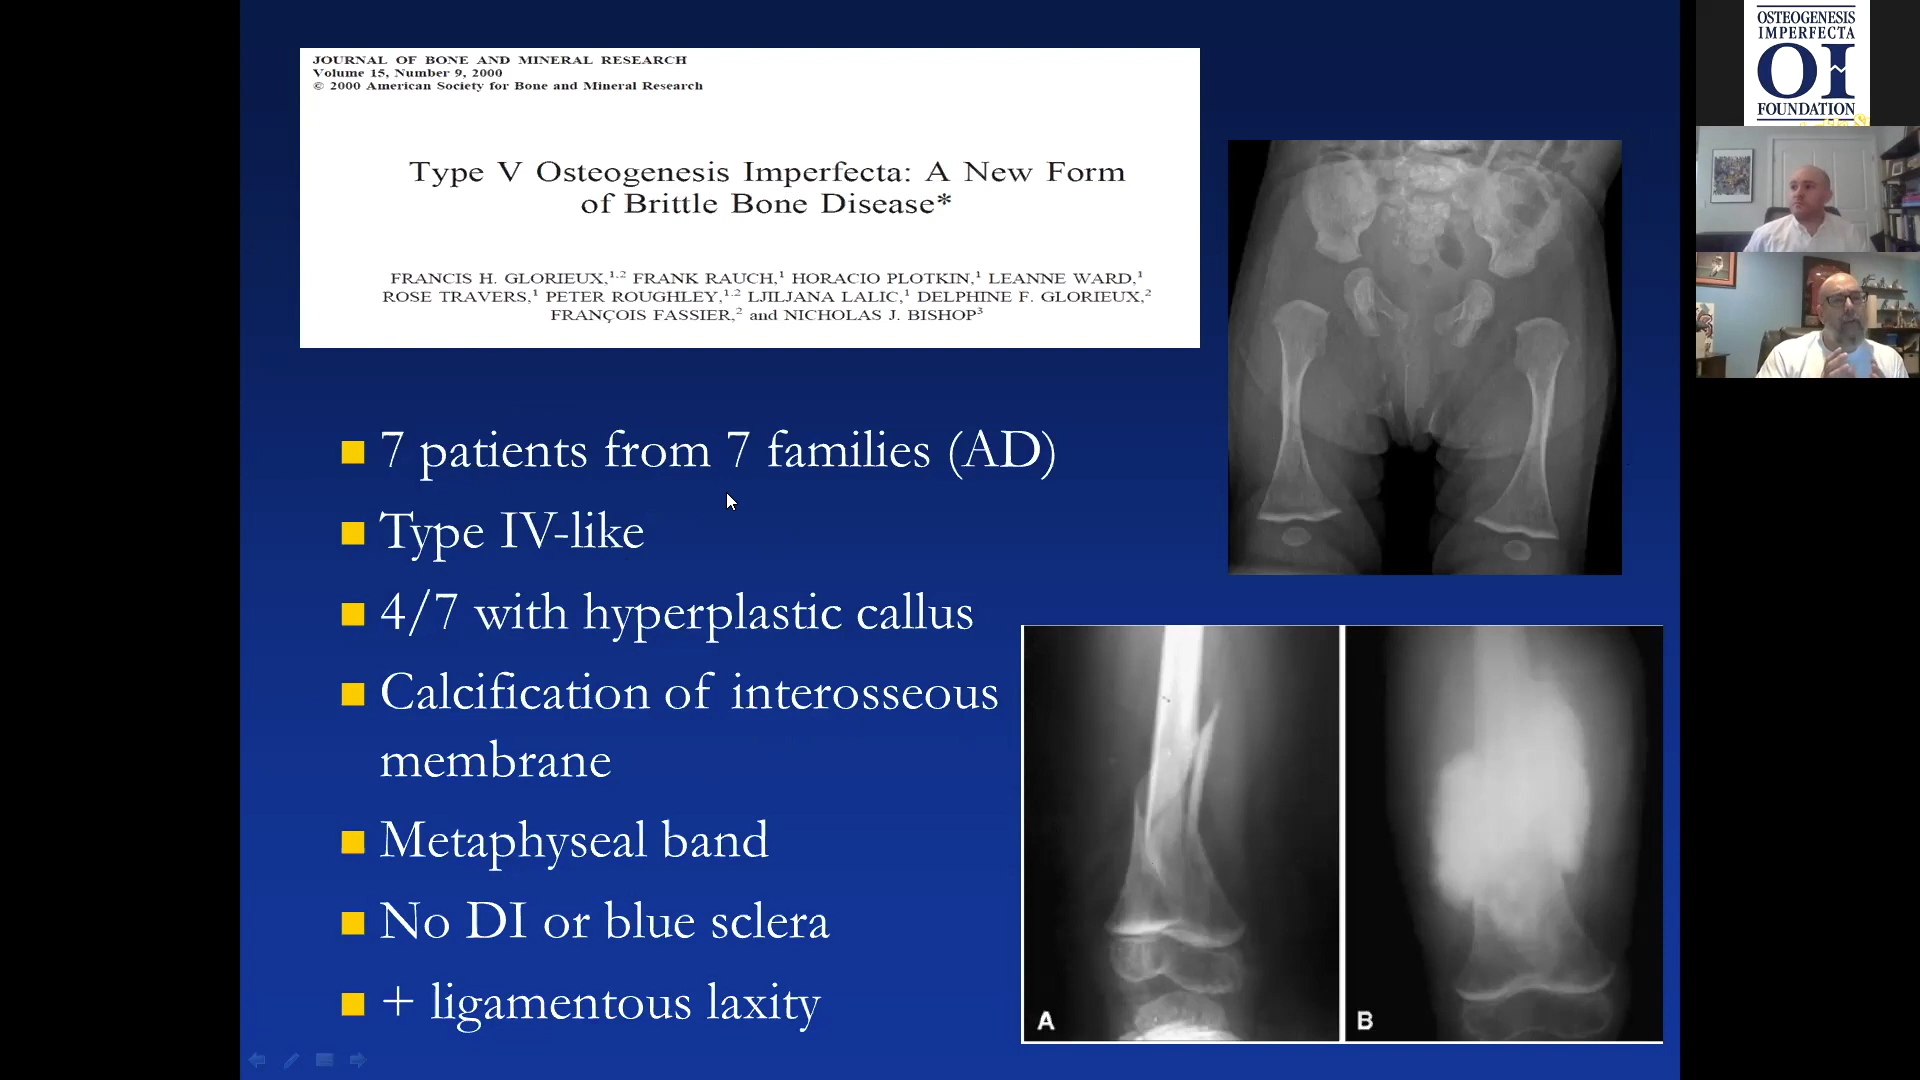 JOURNAL OF BONE AND MINERAL RESEARCH
Volume 15, Number 9, 2000
© 2000 American Society for Bone and Mineral Research
Type V Osteogenesis Imperfecta: A New Form
of Brittle Bone Disease*
FRANCIS H. GLORIEUX,1,2 FRANK RAUCH,1 HORACIO PLOTKIN,1 LEANNE WARD,1
ROSE TRAVERS,1 PETER ROUGHLEY,1,2 LJILJANA LALIC,1 DELPHINE F. GLORIEUX,2
FRANÇOIS FASSIER,2 and NICHOLAS J. BISHOP3
7 patients from 7 families (AD)
Type IV-like
4/7 with hyperplastic callus
Calcification of interosseous
membrane
Metaphyseal band
No DI or blue sclera
+ ligamentous laxity
A
B
OSTEOGENESIS
IMPERFECTA
OI
FOUNDATION